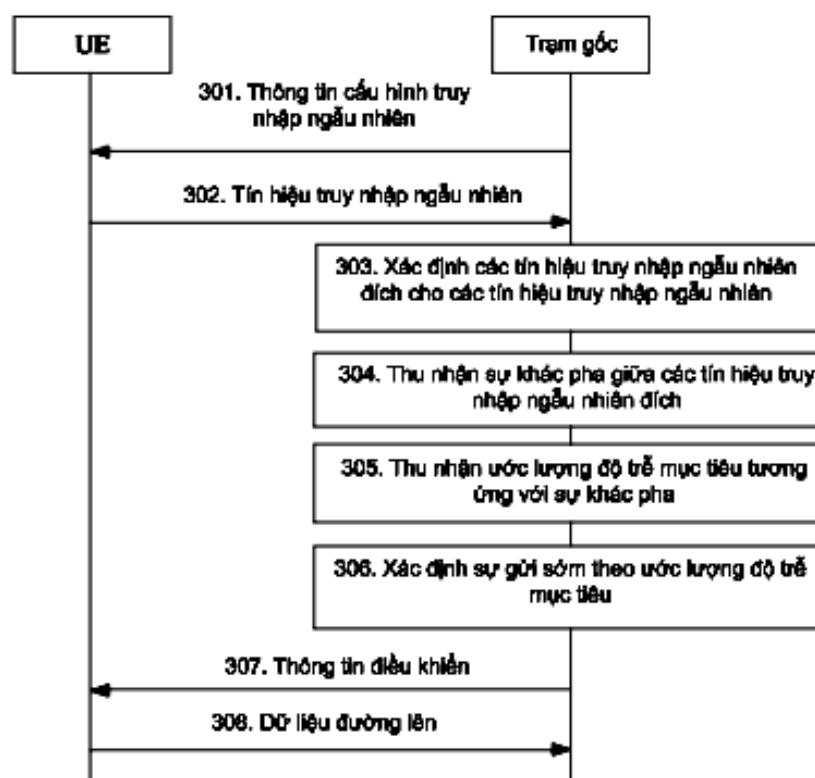 UE
Trạm gốc
301. Thông tin cấu hình truy
nhập ngẫu nhiên
302. Tín hiệu truy nhập ngẫu nhiên
303. Xác định các tín hiệu truy nhập ngẫu nhiên
đích cho các tín hiệu truy nhập ngẫu nhiên
304. Thu nhận sự khác pha giữa các tín hiệu truy
nhập ngẫu nhiên đích
305. Thu nhận ước lượng độ trễ mục tiêu tương
ứng với sự khác pha
306. Xác định sự gửi sớm theo ước lượng độ trễ
mục tiêu
307. Thông tin điều khiển
308. Dữ liệu đường lên